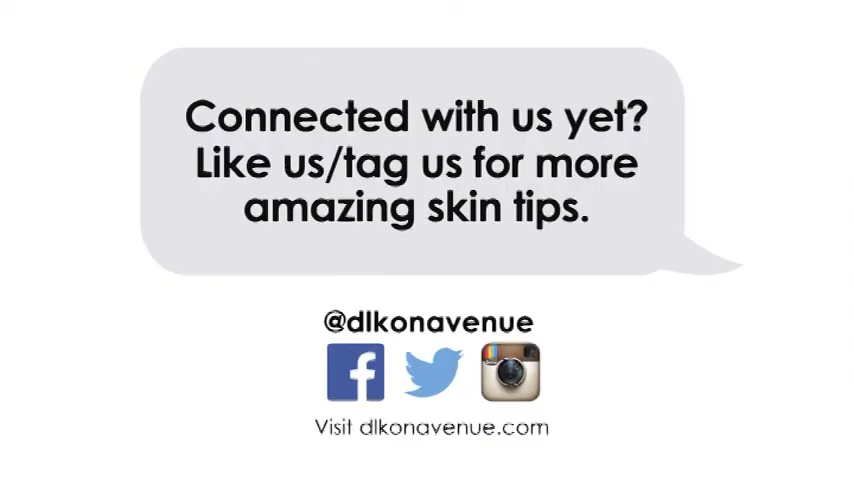 Connected with us yet?
Like us/tag us for more
amazing skin tips.
@dlkonavenue
Visit dlkonavenue.com